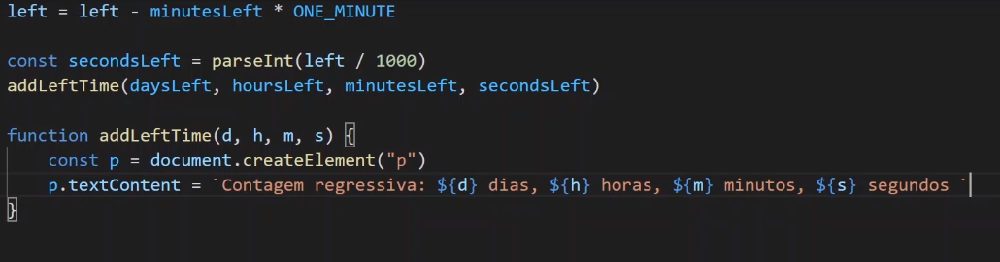 left = left - minutesLeft * ONE_MINUTE
const secondsLeft = parseInt(left / 1000)
addLeftTime(daysLeft, hoursLeft, minutesLeft, secondsLeft)
function addLeftTime(d, h, m, s) {
const p = document.createElement("p")
p.textContent = `Contagem regressiva: ${d} dias, ${h} horas, ${m} minutos, ${s} segundos `
}